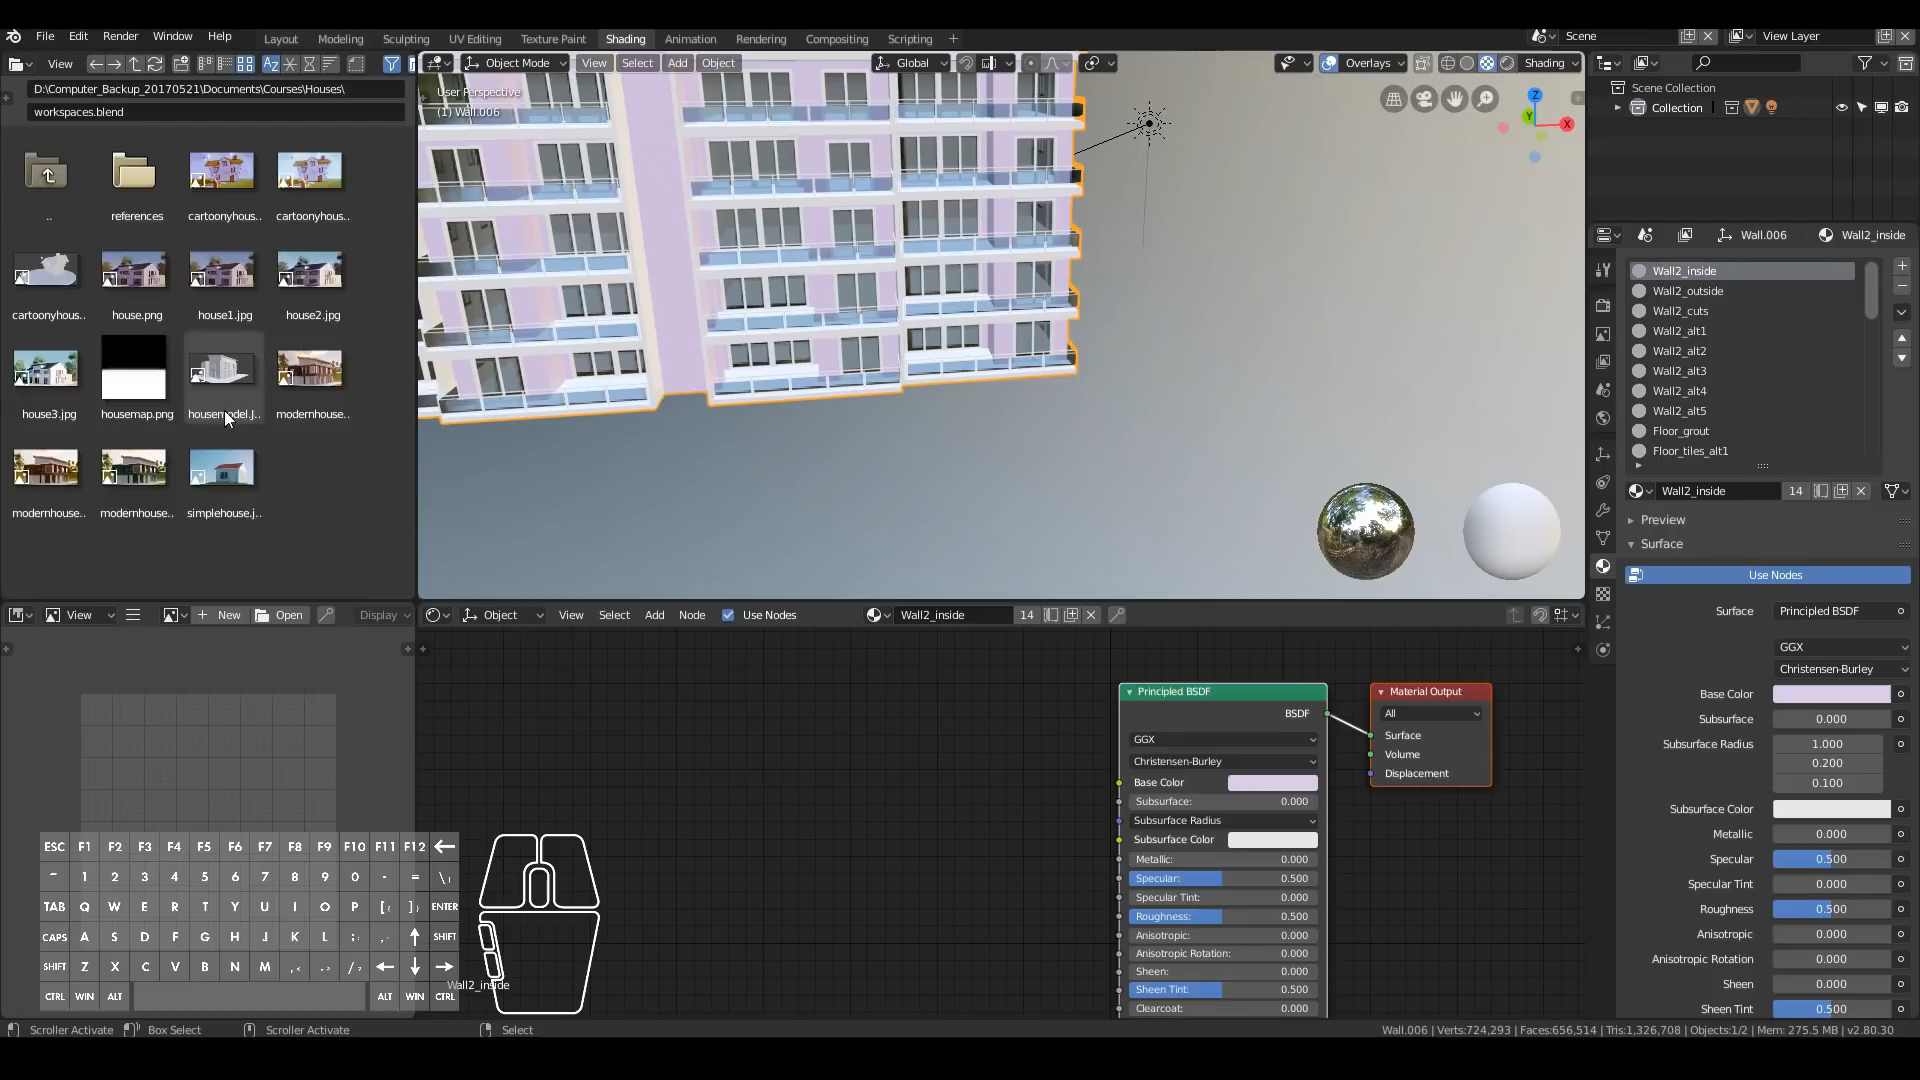 File Edit Render Window Help
Layout Modeling Sculpting UV Editing Texture Paint Shading Animation Rendering Compositing Scripting
Scene
View Layer
View
D:\Computer_Backup_20170521\Documents\Courses\Houses\
workspaces.blend
.. references cartoonyhous.. cartoonyhous..
cartoonyhous.. house.png house1.jpg house2.jpg
house3.jpg housemap.png housemodel.j.. modernhouse..
modernhouse.. modernhouse.. simplehouse.j..
Object Mode View Select Add Object Global Overlays Shading
User Perspective
(1) Wall.006
Z
Y
X
Scene Collection
Collection
Wall.006 Wall2_inside
Wall2_inside
Wall2_outside
Wall2_cuts
Wall2_alt1
Wall2_alt2
Wall2_alt3
Wall2_alt4
Wall2_alt5
Floor_grout
Floor_tiles_alt1
Wall2_inside 14
Preview
Surface
Use Nodes
Surface Principled BSDF
GGX
Christensen-Burley
Base Color
Subsurface 0.000
Subsurface Radius 1.000
0.200
0.100
Subsurface Color
Metallic 0.000
Specular 0.500
Specular Tint 0.000
Roughness 0.500
Anisotropic 0.000
Anisotropic Rotation 0.000
Sheen 0.000
Sheen Tint 0.500
View New Open Display
Object View Select Add Node Use Nodes Wall2_inside 14
Principled BSDF
BSDF
GGX
Christensen-Burley
Base Color
Subsurface: 0.000
Subsurface Radius
Subsurface Color
Metallic: 0.000
Specular: 0.500
Specular Tint: 0.000
Roughness: 0.500
Anisotropic: 0.000
Anisotropic Rotation: 0.000
Sheen: 0.000
Sheen Tint: 0.500
Clearcoat: 0.000
Material Output
All
Surface
Volume
Displacement
ESC F1 F2 F3 F4 F5 F6 F7 F8 F9 F10 F11 F12
~ 1 2 3 4 5 6 7 8 9 0 - = \
TAB Q W E R T Y U I O P [ ] ENTER
CAPS A S D F G H J K L ; , SHIFT
SHIFT Z X C V B N M , . /
CTRL WIN ALT ALT WIN CTRL
Wall2_inside
Scroller Activate Box Select Scroller Activate Select
Wall.006 | Verts:724,293 | Faces:656,514 | Tris:1,326,708 | Objects:1/2 | Mem: 275.5 MB | v2.80.30